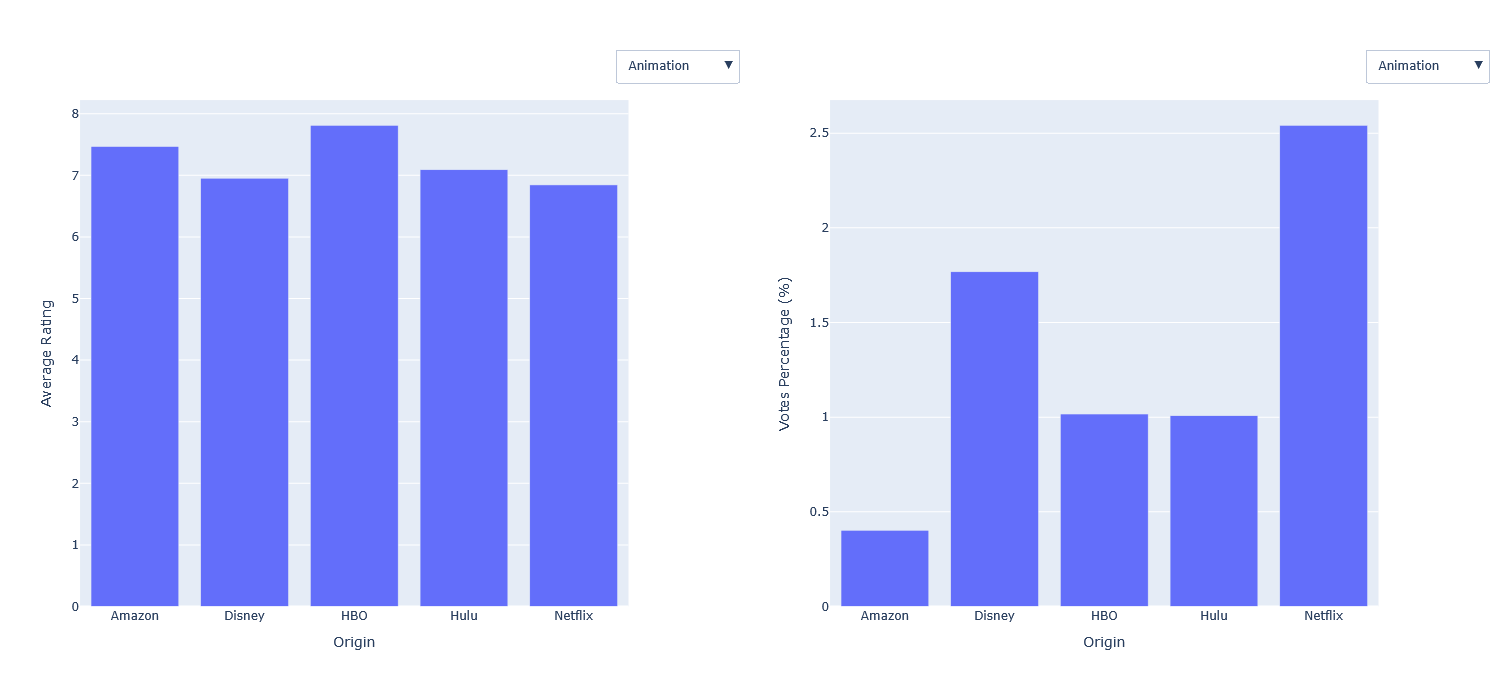 Animation ▼
8
7
6
5
4
3
2
1
0
Average Rating
Amazon Disney HBO Hulu Netflix
Origin
Animation ▼
2.5
2
1.5
1
0.5
0
Votes Percentage (%)
Amazon Disney HBO Hulu Netflix
Origin